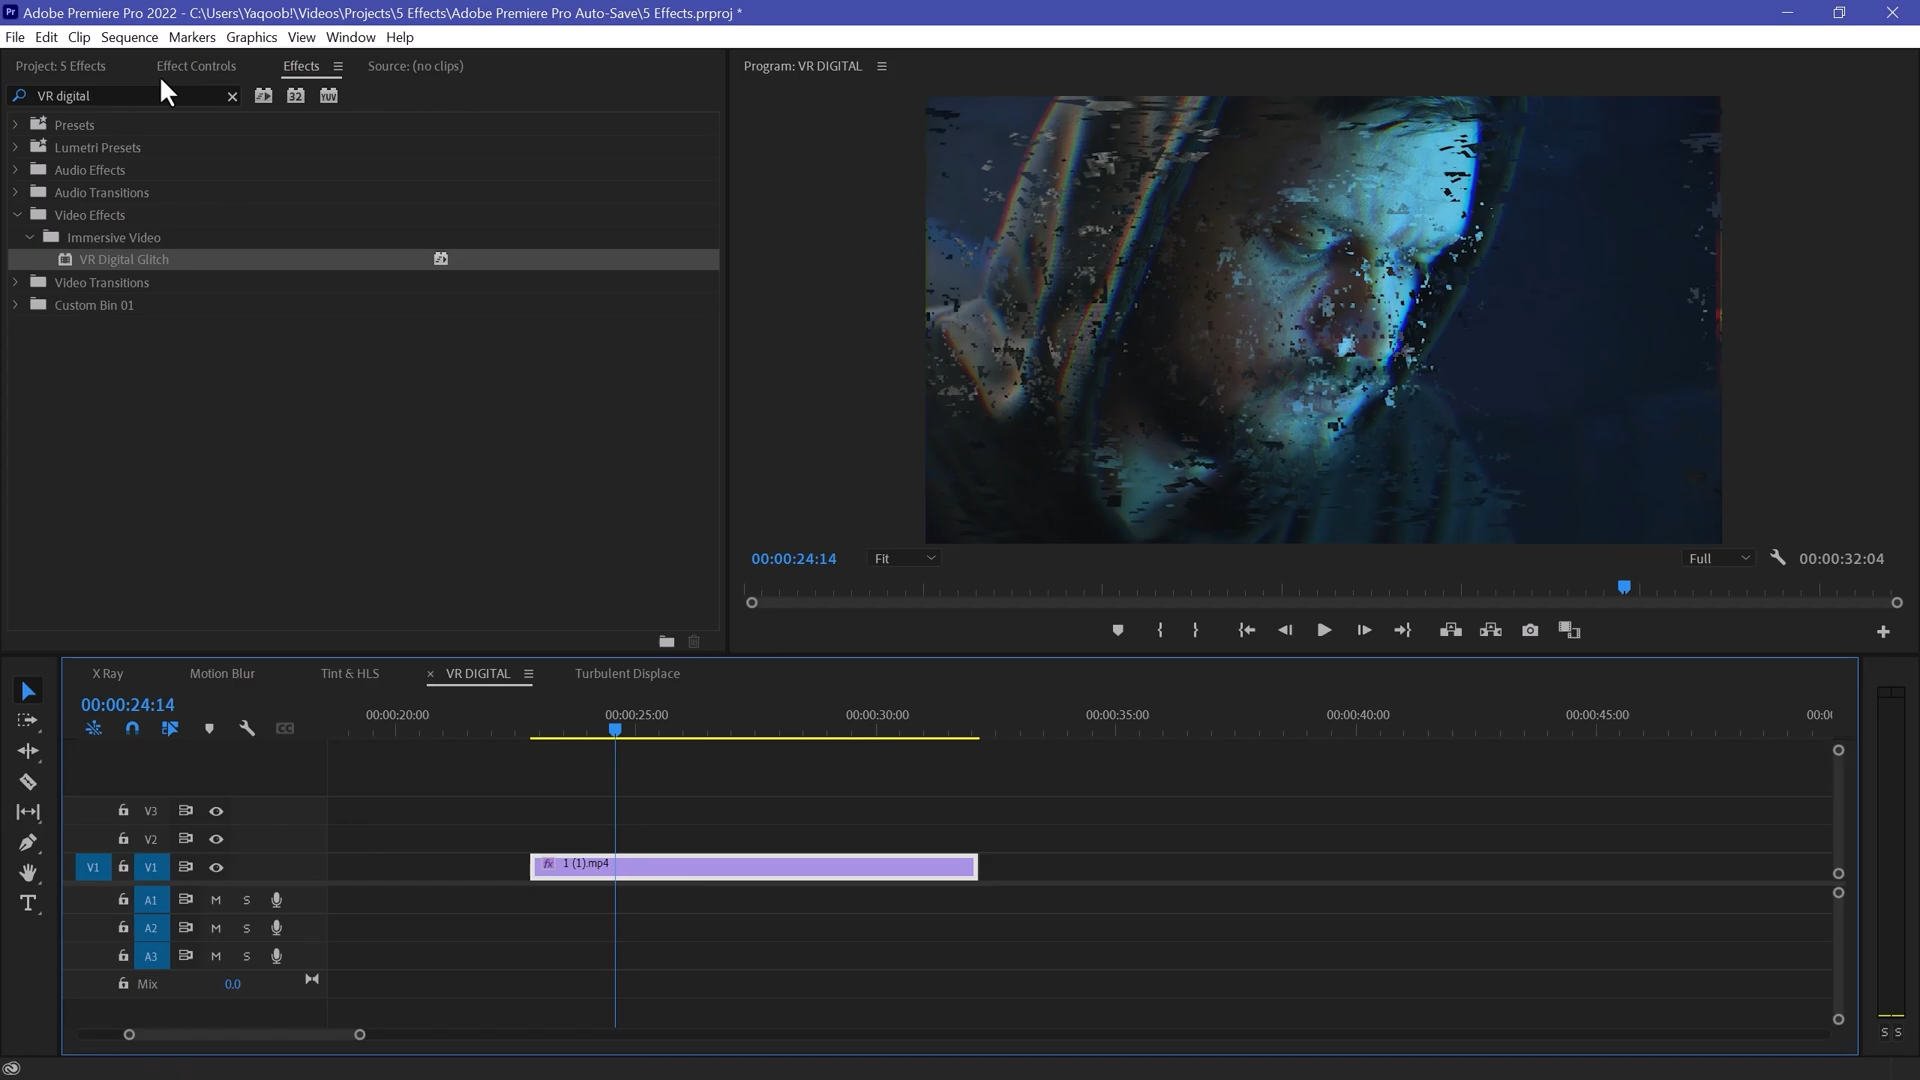 Pr Adobe Premiere Pro 2022 - C:\Users\Yaqoob!\Videos\Projects\5 Effects\Adobe Premiere Pro Auto-Save\5 Effects.prproj *
File Edit Clip Sequence Markers Graphics View Window Help
Project: 5 Effects Effect Controls Effects Source: (no clips)
Program: VR DIGITAL
VR digital 32 YUV
Presets
Lumetri Presets
Audio Effects
Audio Transitions
Video Effects
Immersive Video
VR Digital Glitch
Video Transitions
Custom Bin 01
00:00:24:14 Fit Full 00:00:32:04
X Ray Motion Blur Tint & HLS VR DIGITAL Turbulent Displace
00:00:24:14
00:00:20:00 00:00:25:00 00:00:30:00 00:00:35:00 00:00:40:00 00:00:45:00
CC
V3
V2
V1 V1 fx 1 (1).mp4
A1 M S
A2 M S
A3 M S
Mix 0.0
S S